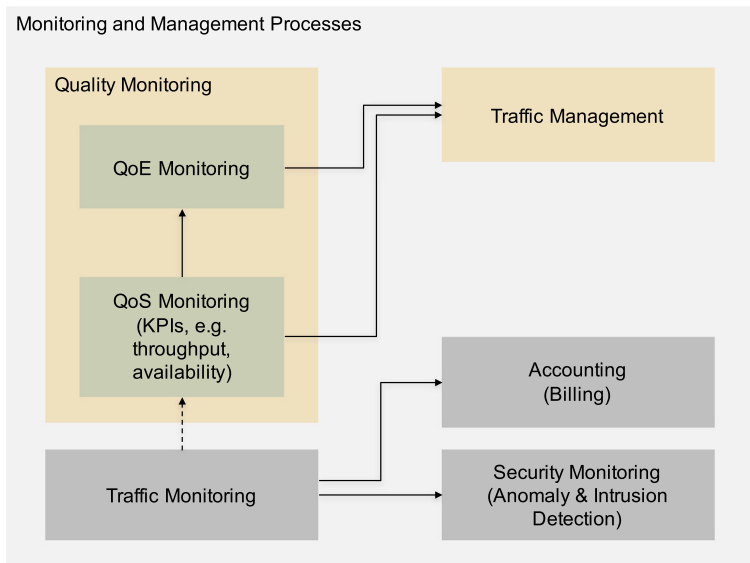 Monitoring and Management Processes
Quality Monitoring
QoE Monitoring
QoS Monitoring
(KPIs, e.g.
throughput,
availability)
Traffic Monitoring
Traffic Management
Accounting
(Billing)
Security Monitoring
(Anomaly & Intrusion
Detection)